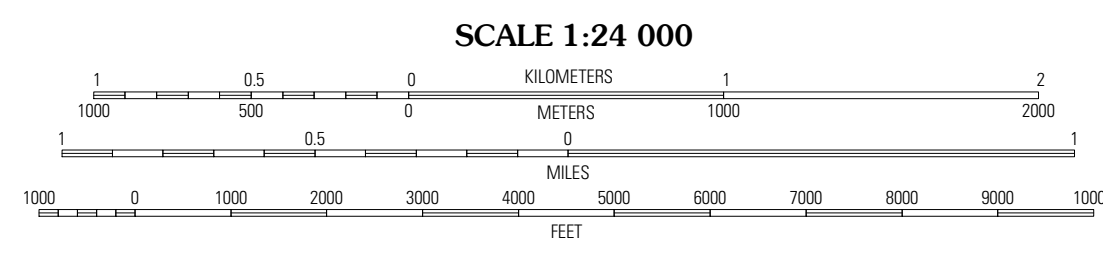 SCALE 1:24 000
1 0.5 0 KILOMETERS 1 2
1000 500 0 METERS 1000 2000
1 0.5 0 1
MILES
1000 0 1000 2000 3000 4000 5000 6000 7000 8000 9000 1000
FEET